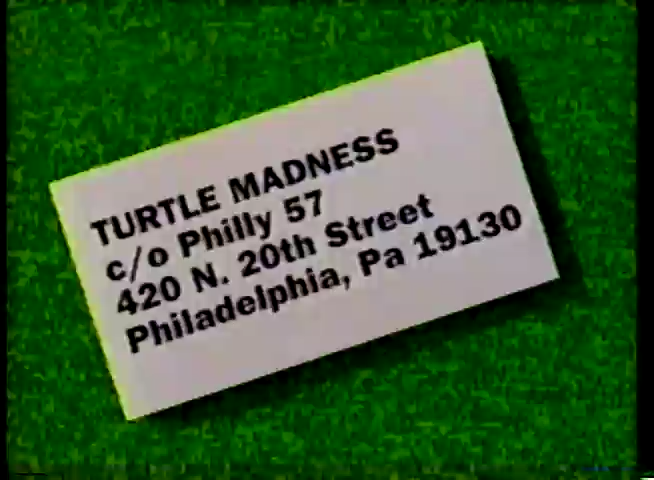 TURTLE MADNESS
c/o Philly 57
420 N. 20th Street
Philadelphia, Pa 19130